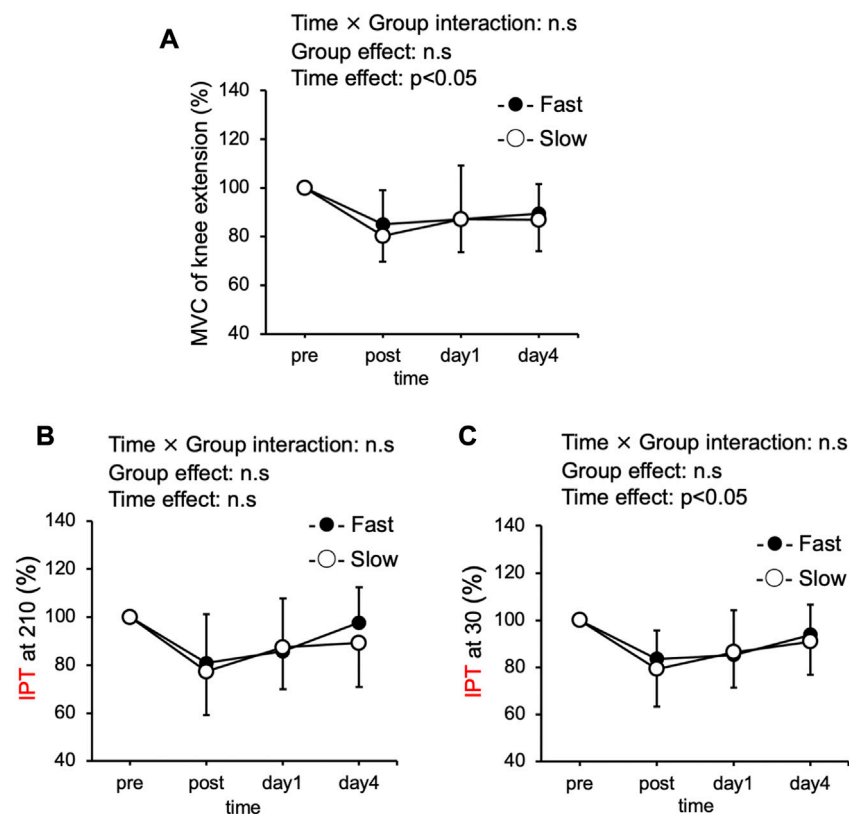 A
Time × Group interaction: n.s
Group effect: n.s
Time effect: p<0.05
MVC of knee extension (%)
140
120
100
80
60
40
-●- Fast
-○- Slow
pre post day1 day4
time
B
Time × Group interaction: n.s
Group effect: n.s
Time effect: n.s
IPT at 210 (%)
140
120
100
80
60
40
-●- Fast
-○- Slow
pre post day1 day4
time
C
Time × Group interaction: n.s
Group effect: n.s
Time effect: p<0.05
IPT at 30 (%)
140
120
100
80
60
40
-●- Fast
-○- Slow
pre post day1 day4
time